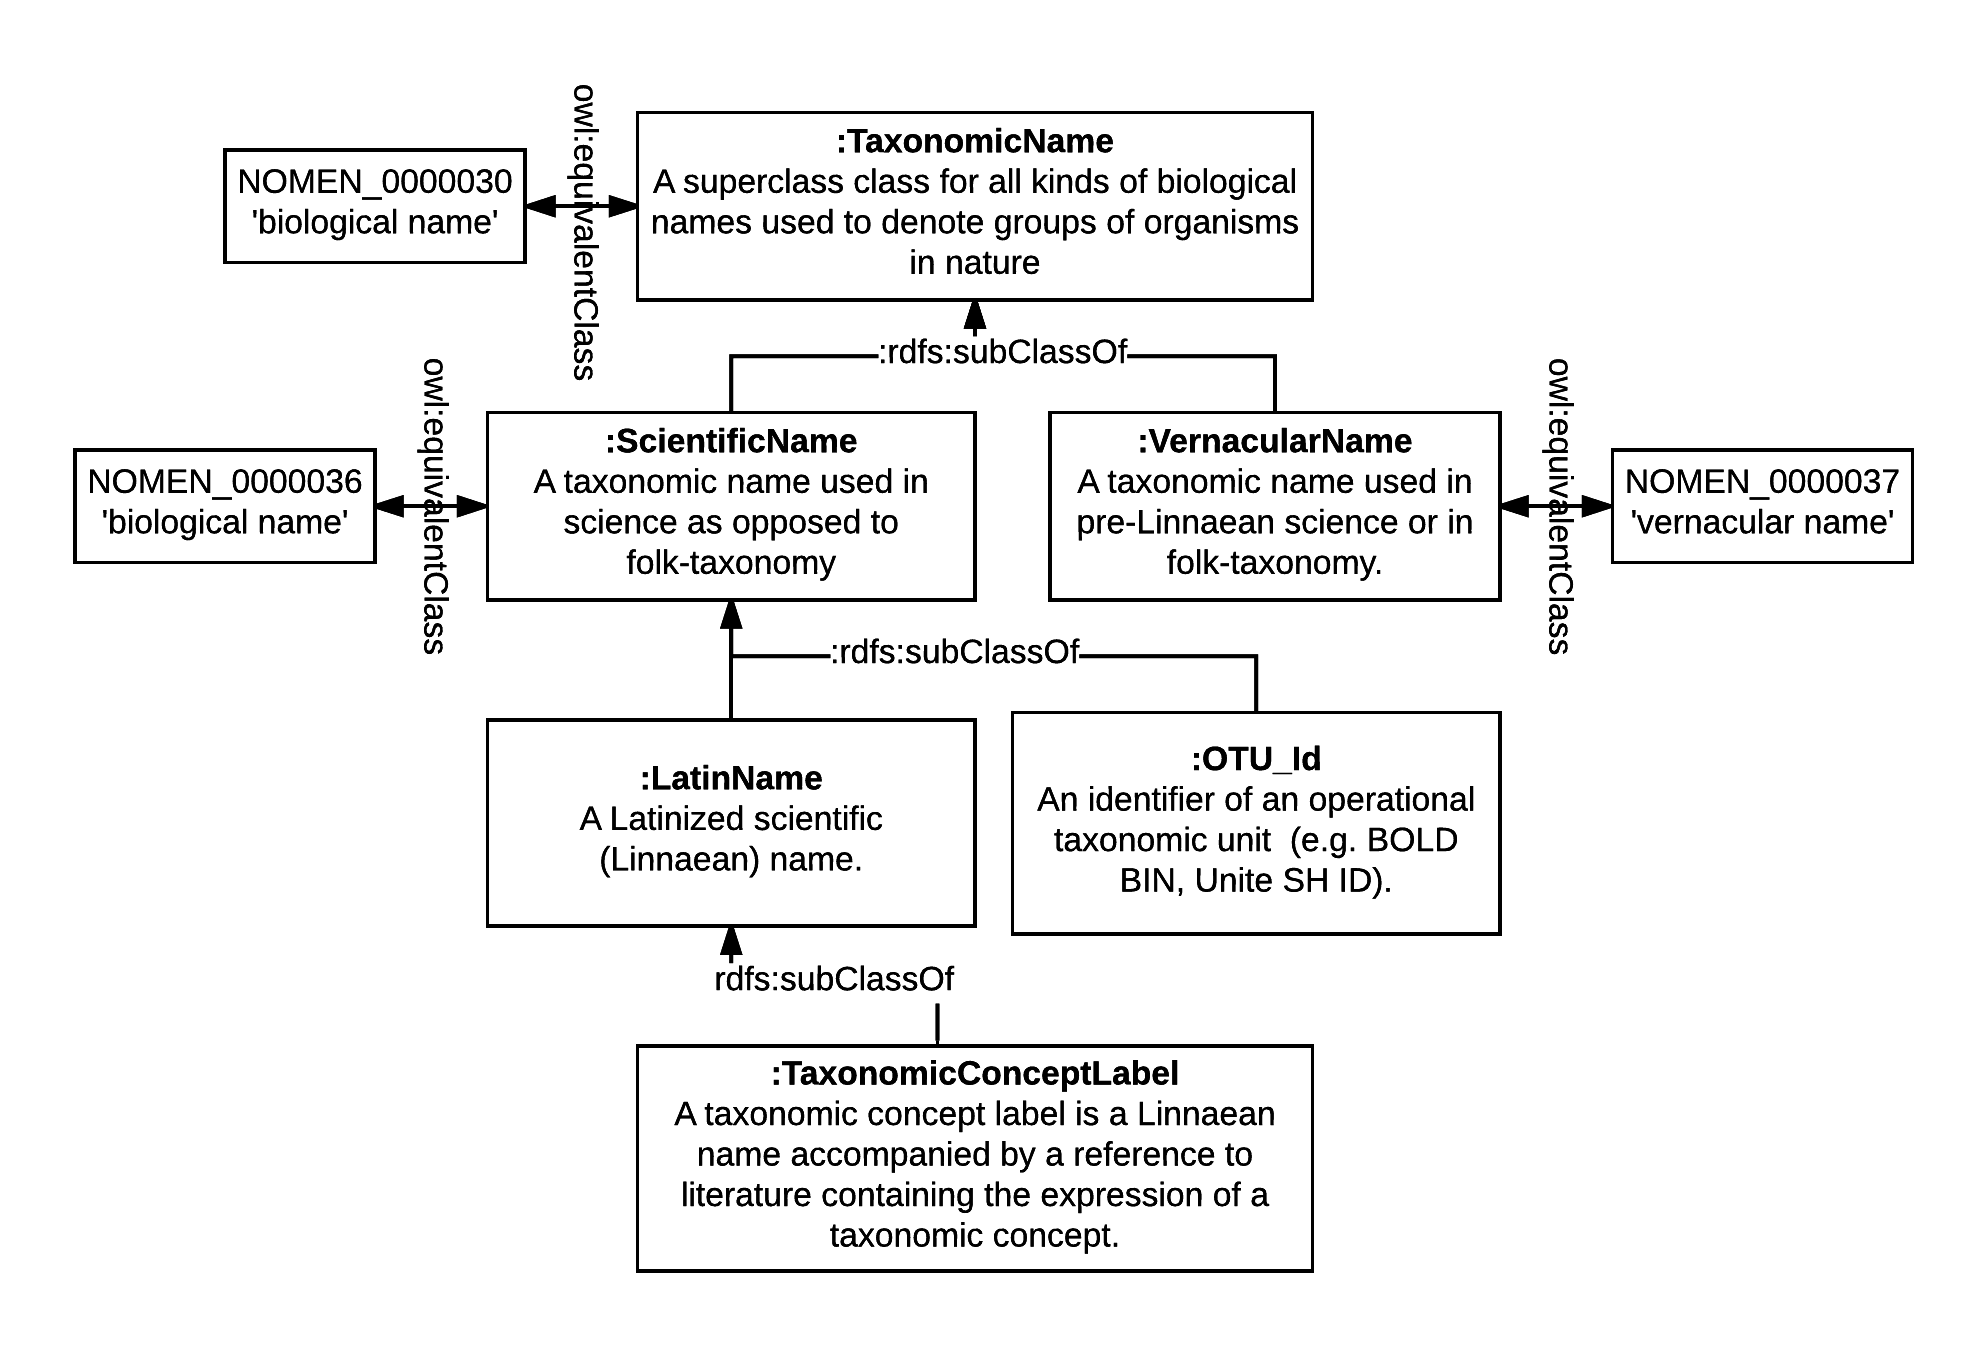 owl:equivalentClass
:TaxonomicName
A superclass class for all kinds of biological
names used to denote groups of organisms
in nature
NOMEN_0000030
'biological name'
:rdfs:subClassOf
owl:equivalentClass
:ScientificName
A taxonomic name used in
science as opposed to
folk-taxonomy
NOMEN_0000036
'biological name'
:VernacularName
A taxonomic name used in
pre-Linnaean science or in
folk-taxonomy.
owl:equivalentClass
NOMEN_0000037
'vernacular name'
:rdfs:subClassOf
:LatinName
A Latinized scientific
(Linnaean) name.
:OTU_Id
An identifier of an operational
taxonomic unit  (e.g. BOLD
BIN, Unite SH ID).
rdfs:subClassOf
:TaxonomicConceptLabel
A taxonomic concept label is a Linnaean
name accompanied by a reference to
literature containing the expression of a
taxonomic concept.